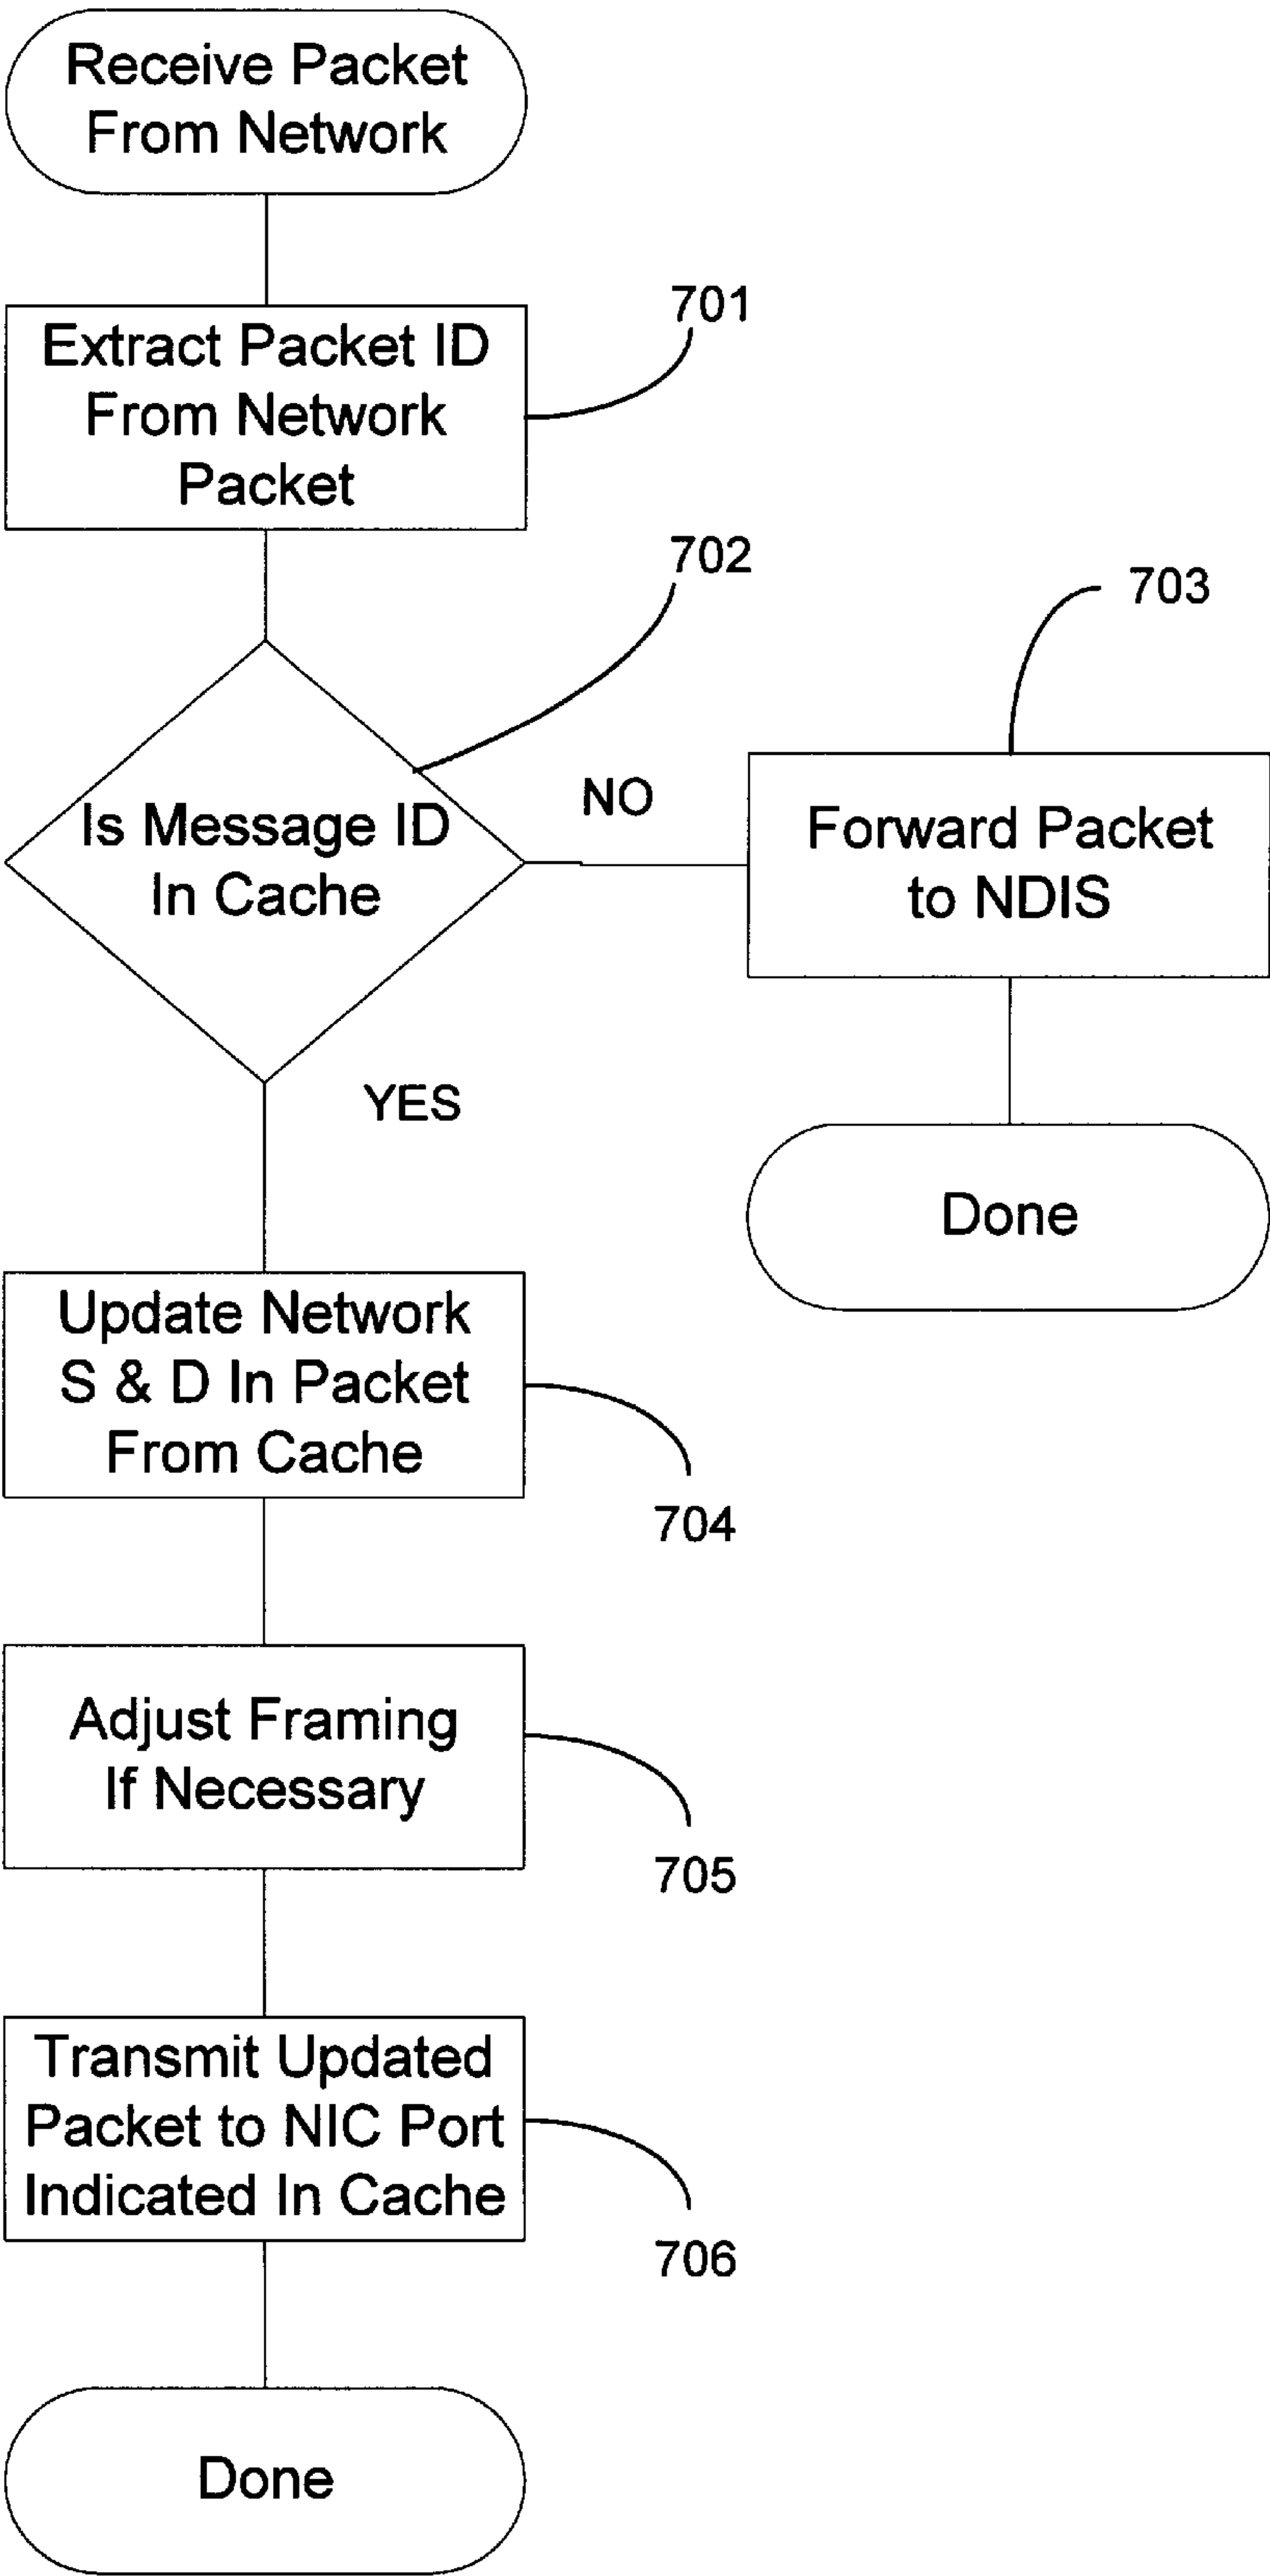 Receive Packet
From Network
701
Extract Packet ID
From Network
Packet
702
703
Is Message ID
In Cache
NO
Forward Packet
to NDIS
YES
Done
Update Network
S & D In Packet
From Cache
704
Adjust Framing
If Necessary
705
Transmit Updated
Packet to NIC Port
Indicated In Cache
706
Done